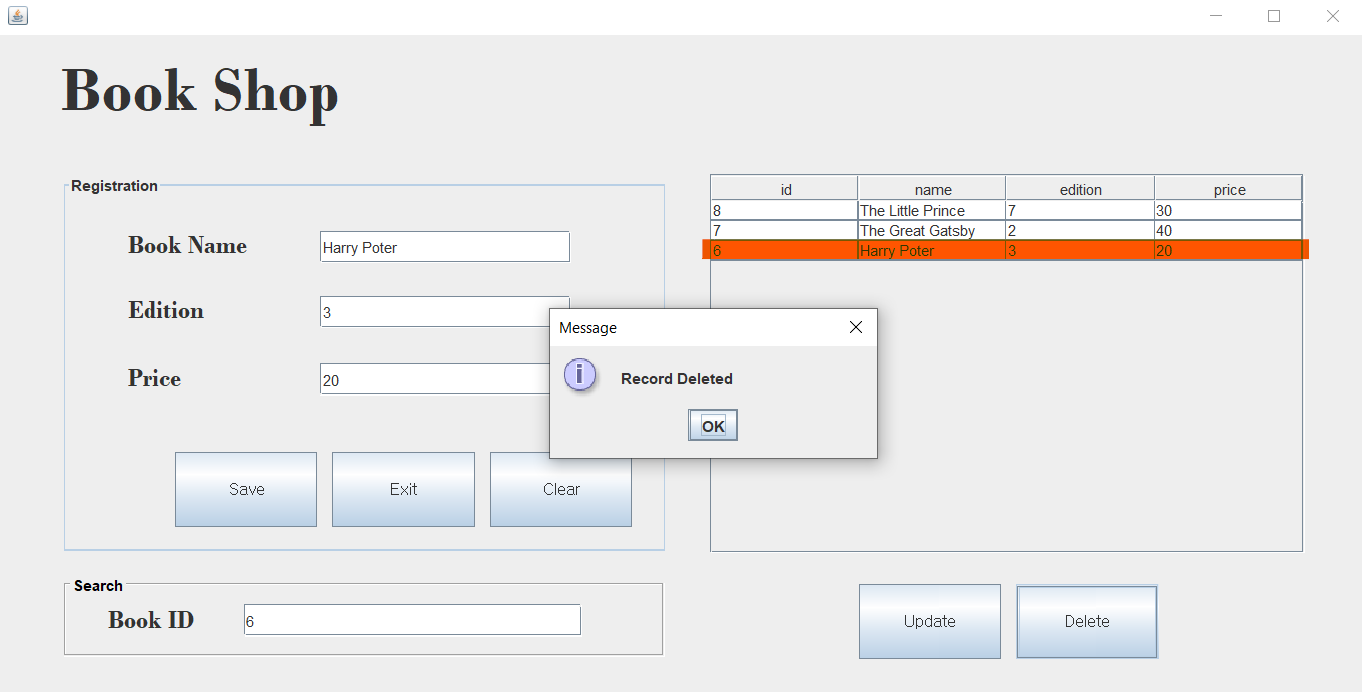 Book Shop
Registration
Book Name Harry Poter
Edition 3
Price 20
Save Exit Clear
Search
Book ID 6
id name edition price
8 The Little Prince 7 30
7 The Great Gatsby 2 40
6 Harry Poter 3 20
Message
i Record Deleted
OK
Update Delete